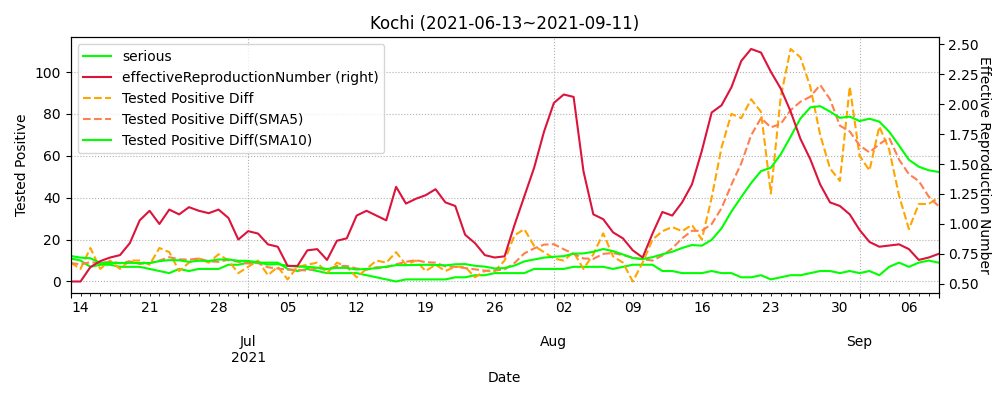 Kochi (2021-06-13~2021-09-11)
serious
effectiveReproductionNumber (right)
Tested Positive Diff
Tested Positive Diff(SMA5)
Tested Positive Diff(SMA10)
Tested Positive
100
80
60
40
20
0
2.50
2.25
2.00
1.75
1.50
1.25
1.00
0.75
0.50
Effective Reproduction Number
14 21 28 05 12 19 26 02 09 16 23 30 06
Jul Aug Sep
2021
Date